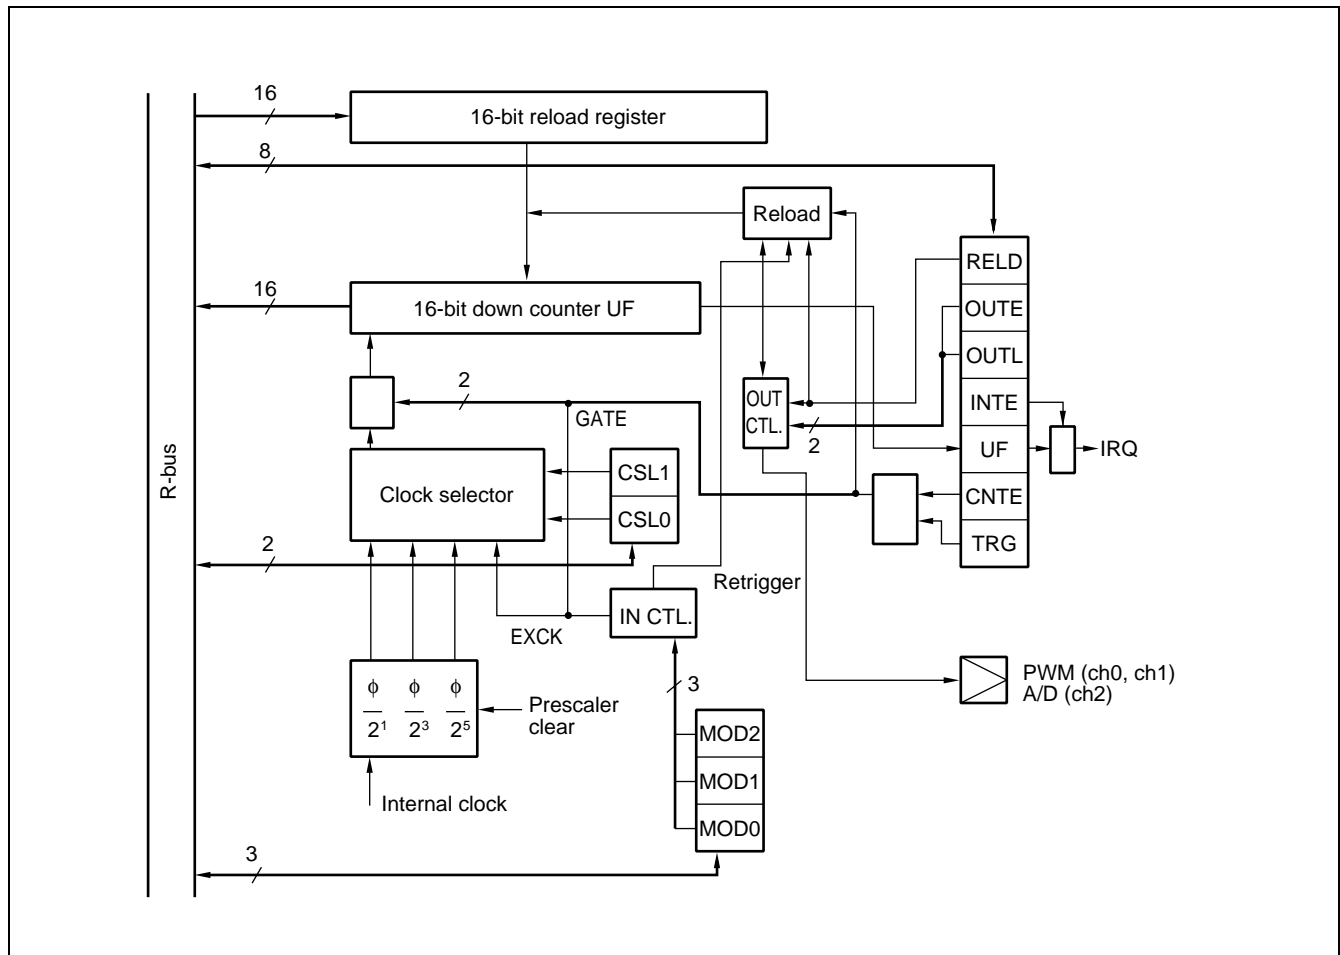 16
16-bit reload register
8
Reload
RELD
16
16-bit down counter UF
OUTE
OUTL
2
GATE
OUT
CTL.
2
INTE
UF
IRQ
R-bus
Clock selector
CSL1
CSL0
CNTE
TRG
2
Retrigger
IN CTL.
EXCK
3
PWM (ch0, ch1)
A/D (ch2)
ϕ ϕ ϕ
2¹ 2³ 2⁵
Prescaler
clear
MOD2
MOD1
MOD0
Internal clock
3